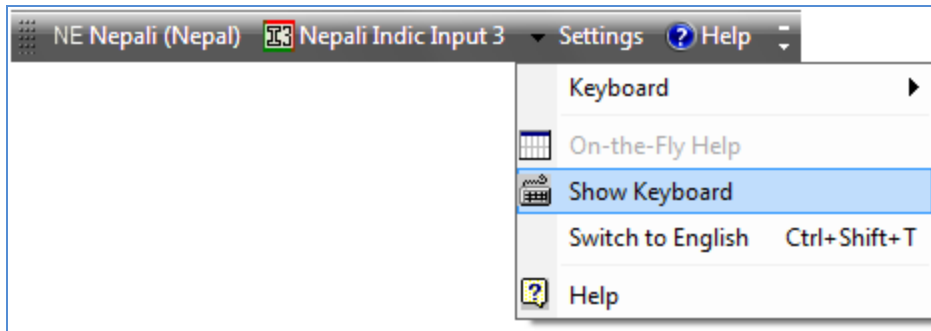 NE Nepali (Nepal) I3 Nepali Indic Input 3 Settings ? Help
Keyboard
On-the-Fly Help
Show Keyboard
Switch to English Ctrl+Shift+T
? Help